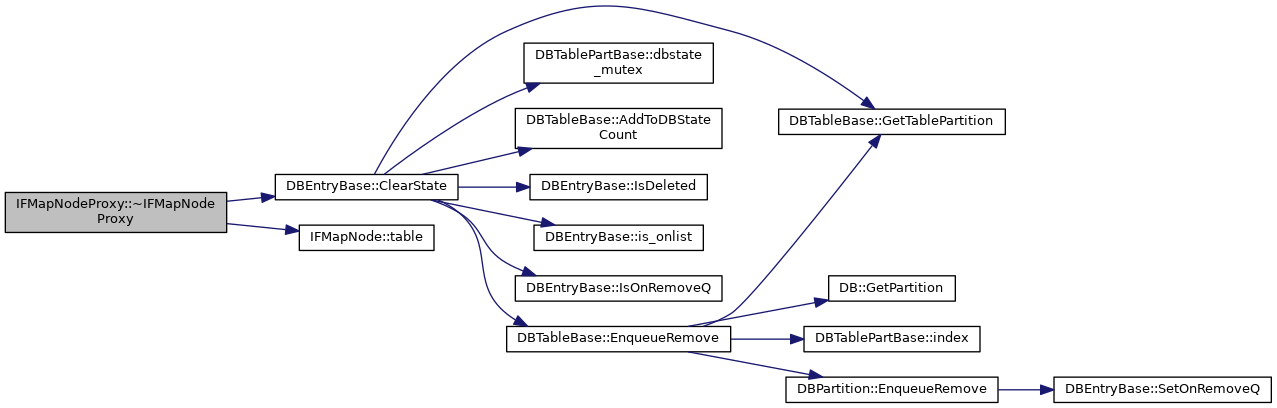 IFMapNodeProxy::~IFMapNode
Proxy
DBEntryBase::ClearState
IFMapNode::table
DBTablePartBase::dbstate
_mutex
DBTableBase::AddToDBState
Count
DBEntryBase::IsDeleted
DBEntryBase::is_onlist
DBEntryBase::IsOnRemoveQ
DBTableBase::EnqueueRemove
DBTableBase::GetTablePartition
DB::GetPartition
DBTablePartBase::index
DBPartition::EnqueueRemove
DBEntryBase::SetOnRemoveQ